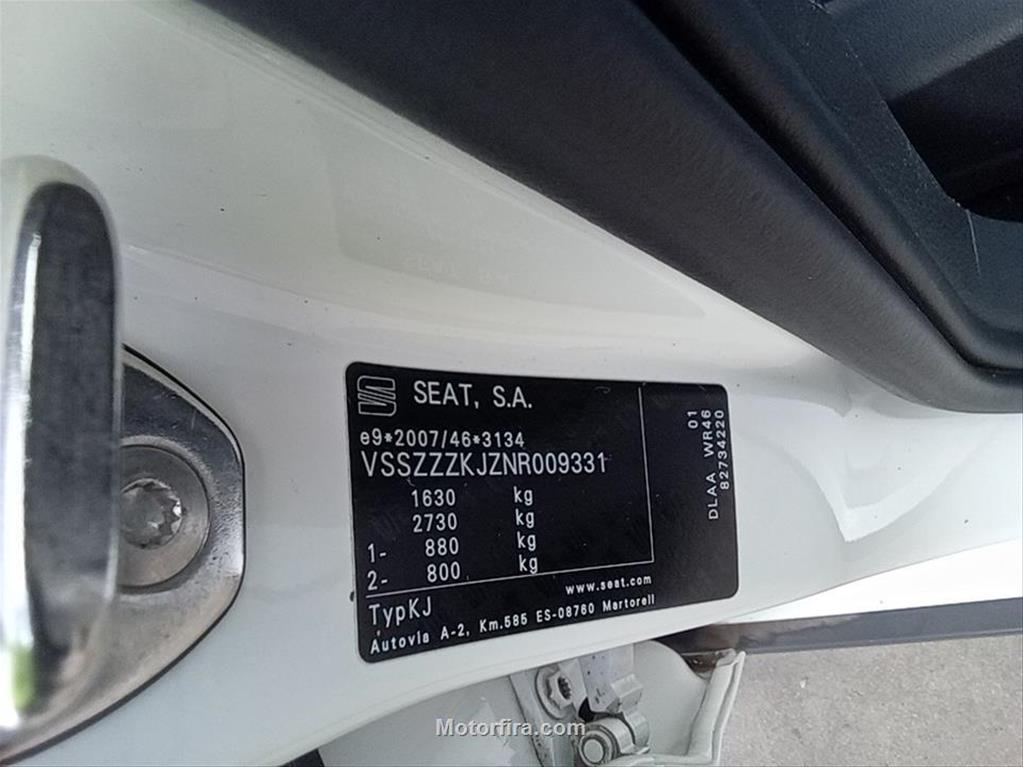 SEAT, S.A.
e9*2007/46*3134
VSSZZZKJZNR009331
1630 kg
2730 kg
1- 880 kg
2- 800 kg
TypKJ
www.seat.com
Autovia A-2, Km.585 ES-08760 Martorell
01
DLAA WR46
82734220
Motorfira.com